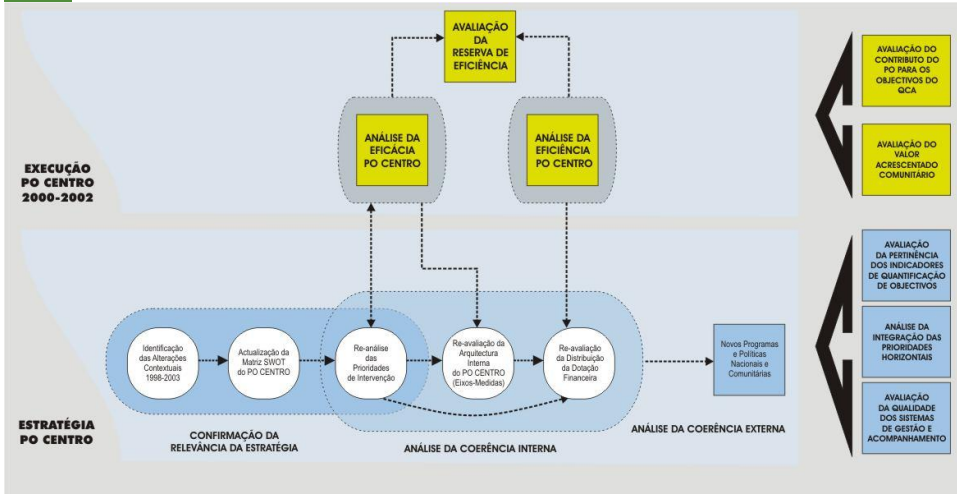 AVALIAÇÃO
DA
RESERVA DE
EFICIÊNCIA
ANÁLISE DA
EFICÁCIA
PO CENTRO
ANÁLISE DA
EFICIÊNCIA
PO CENTRO
AVALIAÇÃO DO
CONTRIBUTO DO
PO PARA OS
OBJECTIVOS DO
QCA
AVALIAÇÃO DO
VALOR
ACRESCENTADO
COMUNITÁRIO
EXECUÇÃO
PO CENTRO
2000-2002
AVALIAÇÃO
DA PERTINÊNCIA
DOS INDICADORES
DE QUANTIFICAÇÃO
DE OBJECTIVOS
ANÁLISE DA
INTEGRAÇÃO DAS
PRIORIDADES
HORIZONTAIS
AVALIAÇÃO
DA QUALIDADE
DOS SISTEMAS
DE GESTÃO E
ACOMPANHAMENTO
Identificação
das Alterações
Contextuais
1998-2003
Actualização da
Matriz SWOT
do PO CENTRO
Re-análise
das
Prioridades
de Intervenção
Re-avaliação da
Arquitectura
Interna
do PO CENTRO
(Eixos-Medidas)
Re-avaliação
da Distribuição
da Dotação
Financeira
Novos Programas
e Políticas
Nacionais e
Comunitárias
ESTRATÉGIA
PO CENTRO
CONFIRMAÇÃO DA
RELEVÂNCIA DA ESTRATÉGIA
ANÁLISE DA COERÊNCIA INTERNA
ANÁLISE DA COERÊNCIA EXTERNA